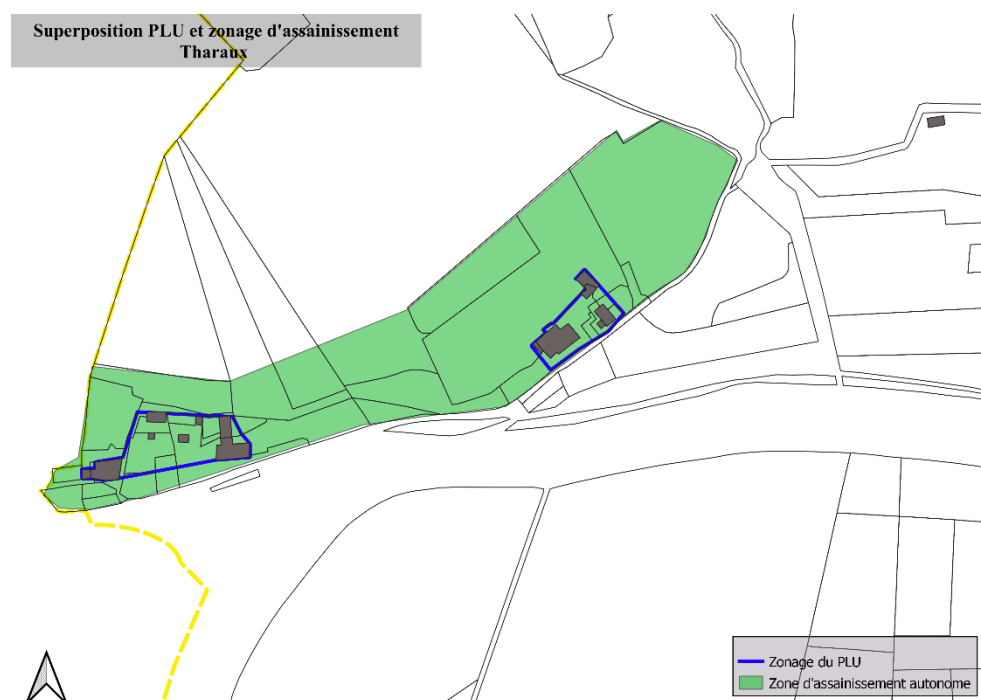 Superposition PLU et zonage d'assainissement
Tharaux
Zonage du PLU
Zone d'assainissement autonome